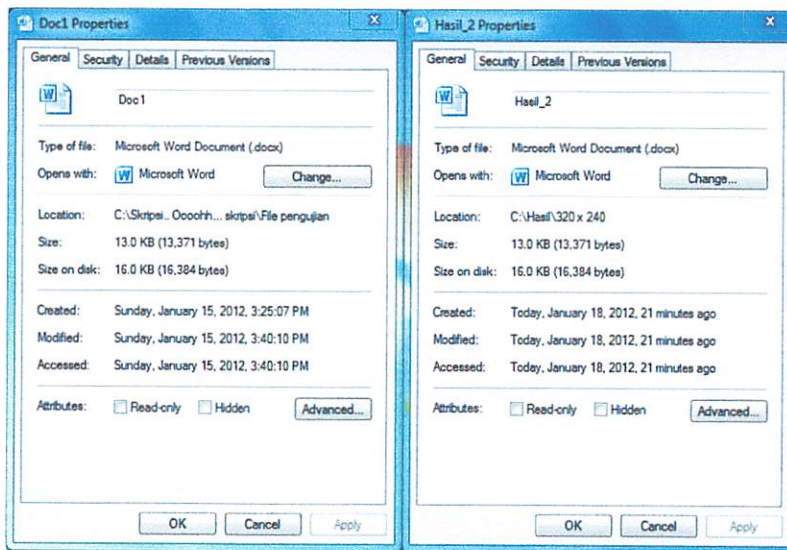 Doc1 Properties
General Security Details Previous Versions
Doc1
Type of file: Microsoft Word Document (.docx)
Opens with: Microsoft Word Change...
Location: C:\Skripsi.. Oooohh... skripsi\File pengujian
Size: 13.0 KB (13,371 bytes)
Size on disk: 16.0 KB (16,384 bytes)
Created: Sunday, January 15, 2012, 3:25:07 PM
Modified: Sunday, January 15, 2012, 3:40:10 PM
Accessed: Sunday, January 15, 2012, 3:40:10 PM
Attributes: Read-only Hidden Advanced...
OK Cancel Apply
Hasil_2 Properties
General Security Details Previous Versions
Hasil_2
Type of file: Microsoft Word Document (.docx)
Opens with: Microsoft Word Change...
Location: C:\Hasil\320 x 240
Size: 13.0 KB (13,371 bytes)
Size on disk: 16.0 KB (16,384 bytes)
Created: Today, January 18, 2012, 21 minutes ago
Modified: Today, January 18, 2012, 21 minutes ago
Accessed: Today, January 18, 2012, 21 minutes ago
Attributes: Read-only Hidden Advanced...
OK Cancel Apply